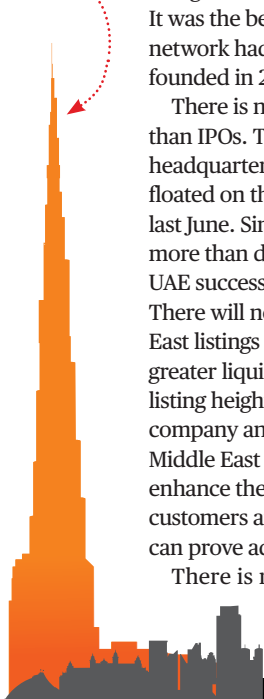 It was the be
network had
founded in 2
There is n
than IPOs. T
headquarter
floated on th
last June. Sin
more than d
UAE success
There will ne
East listings
greater liqui
listing heigh
company an
Middle East
enhance the
customers a
can prove ad
There is n